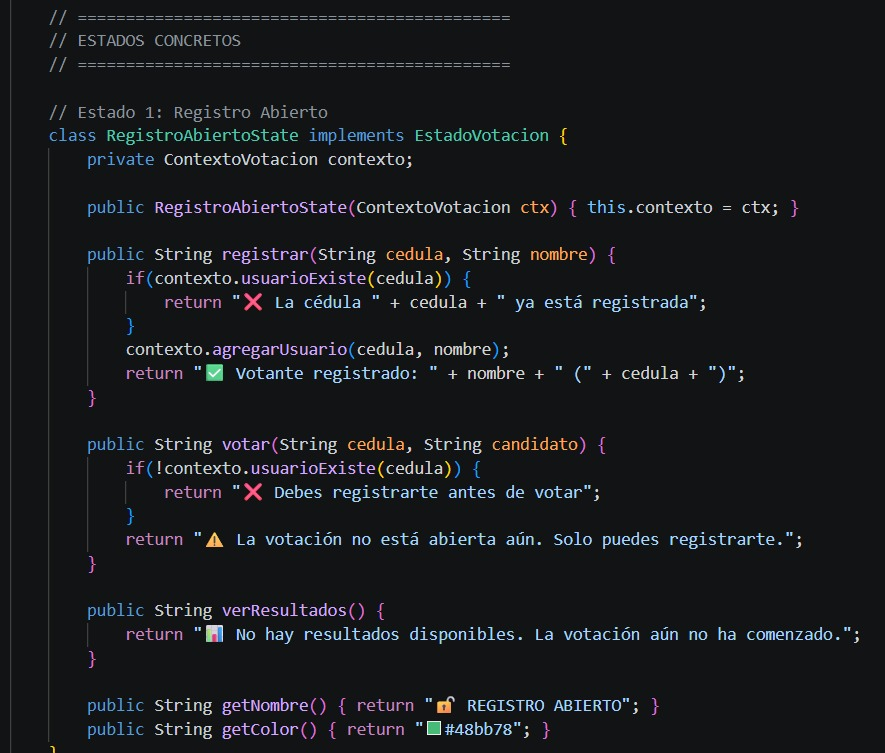 // =============================================
// ESTADOS CONCRETOS
// =============================================
// Estado 1: Registro Abierto
class RegistroAbiertoState implements EstadoVotacion {
private ContextoVotacion contexto;
public RegistroAbiertoState(ContextoVotacion ctx) { this.contexto = ctx; }
public String registrar(String cedula, String nombre) {
if(contexto.usuarioExiste(cedula)) {
return "❌ La cédula " + cedula + " ya está registrada";
}
contexto.agregarUsuario(cedula, nombre);
return "✅ Votante registrado: " + nombre + " (" + cedula + ")";
}
public String votar(String cedula, String candidato) {
if(!contexto.usuarioExiste(cedula)) {
return "❌ Debes registrarte antes de votar";
}
return "⚠️ La votación no está abierta aún. Solo puedes registrarte.";
}
public String verResultados() {
return "📊 No hay resultados disponibles. La votación aún no ha comenzado.";
}
public String getNombre() { return "🔓 REGISTRO ABIERTO"; }
public String getColor() { return "#48bb78"; }
}